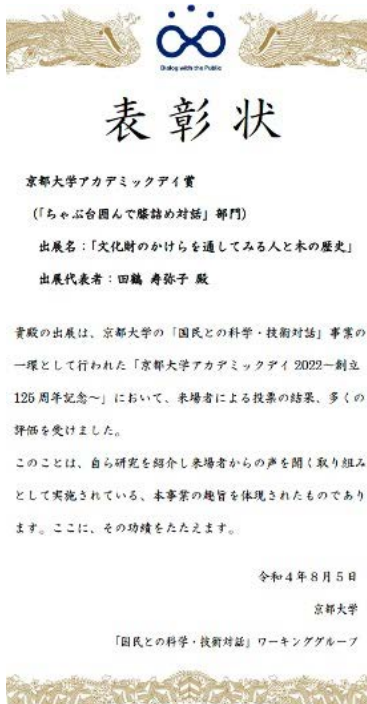 Dialog with the Public
表彰状
京都大学アカデミックデイ賞
(「ちゃぶ台囲んで膝詰め対話」部門)
出展名:「文化財のかけらを通してみる人と木の歴史」
出展代表者:田鶴 寿弥子 殿
貴殿の出展は、京都大学の「国民との科学・技術対話」事業の
一環として行われた「京都大学アカデミックデイ 2022～創立
125 周年記念～」において、来場者による投票の結果、多くの
評価を受けました。
このことは、自ら研究を紹介し来場者からの声を聞く取り組み
として実施されている、本事業の趣旨を体現されたものであり
ます。ここに、その功績をたたえます。
令和4年8月5日
京都大学
「国民との科学・技術対話」ワーキンググループ